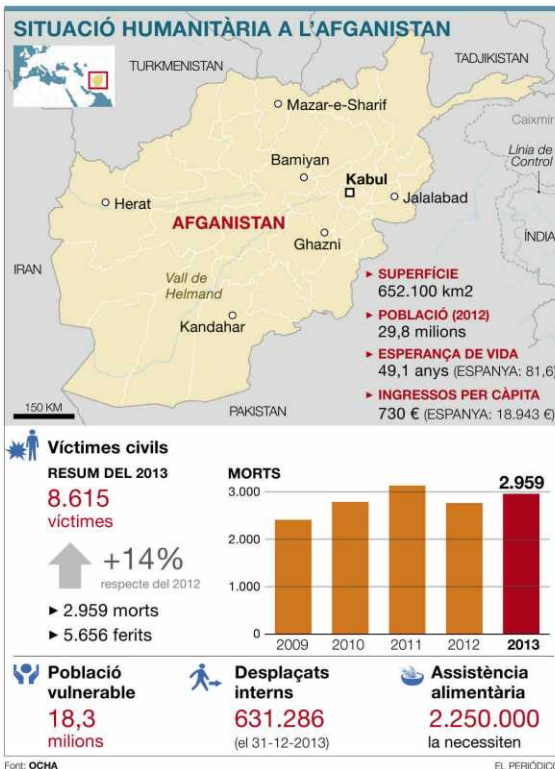 SITUACIÓ HUMANITÀRIA A L'AFGANISTAN
TURKMENISTAN
TADJIKISTAN
Mazar-e-Sharif
Caixmir
Línia de
Control
Bamiyan
Kabul
Herat
Jalalabad
AFGANISTAN
Ghazni
ÍNDIA
IRAN
Vall de
Helmand
Kandahar
► SUPERFÍCIE
652.100 km2
► POBLACIÓ (2012)
29,8 milions
► ESPERANÇA DE VIDA
49,1 anys (ESPANYA: 81,6)
► INGRESSOS PER CÀPITA
730 € (ESPANYA: 18.943 €)
150 KM
PAKISTAN
Víctimes civils
RESUM DEL 2013
8.615
víctimes
+14%
respecte del 2012
► 2.959 morts
► 5.656 ferits
MORTS
2.959
3.000
2.000
1.000
0
2009 2010 2011 2012 2013
Població
vulnerable
18,3
milions
Desplaçats
interns
631.286
(el 31-12-2013)
Assistència
alimentària
2.250.000
la necessiten
Font: OCHA
EL PERIÓDICO